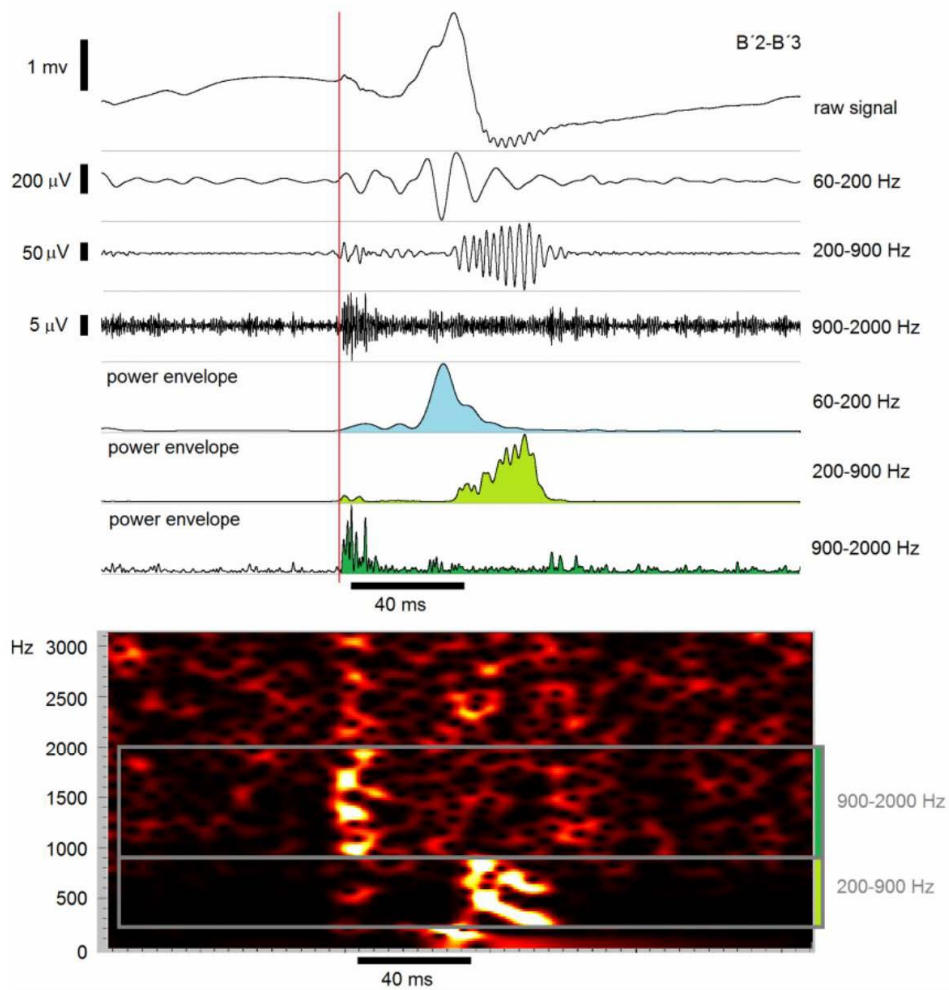 B´2-B´3
1 mv
raw signal
200 µV
60-200 Hz
50 µV
200-900 Hz
5 µV
900-2000 Hz
power envelope
60-200 Hz
power envelope
200-900 Hz
power envelope
900-2000 Hz
40 ms
Hz
3000
2500
2000
1500
1000
500
0
900-2000 Hz
200-900 Hz
40 ms